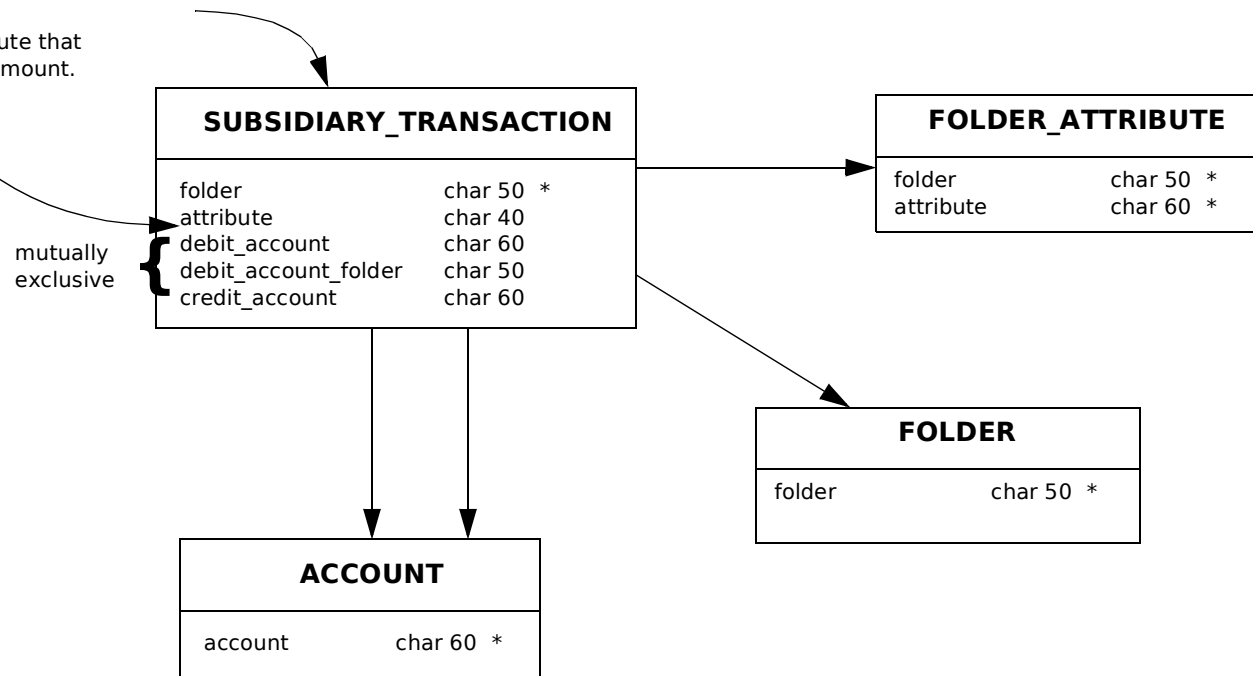 ute that
mount.
SUBSIDIARY_TRANSACTION
folder char 50 *
attribute char 40
debit_account char 60
debit_account_folder char 50
credit_account char 60
mutually
exclusive
{
FOLDER_ATTRIBUTE
folder char 50 *
attribute char 60 *
FOLDER
folder char 50 *
ACCOUNT
account char 60 *